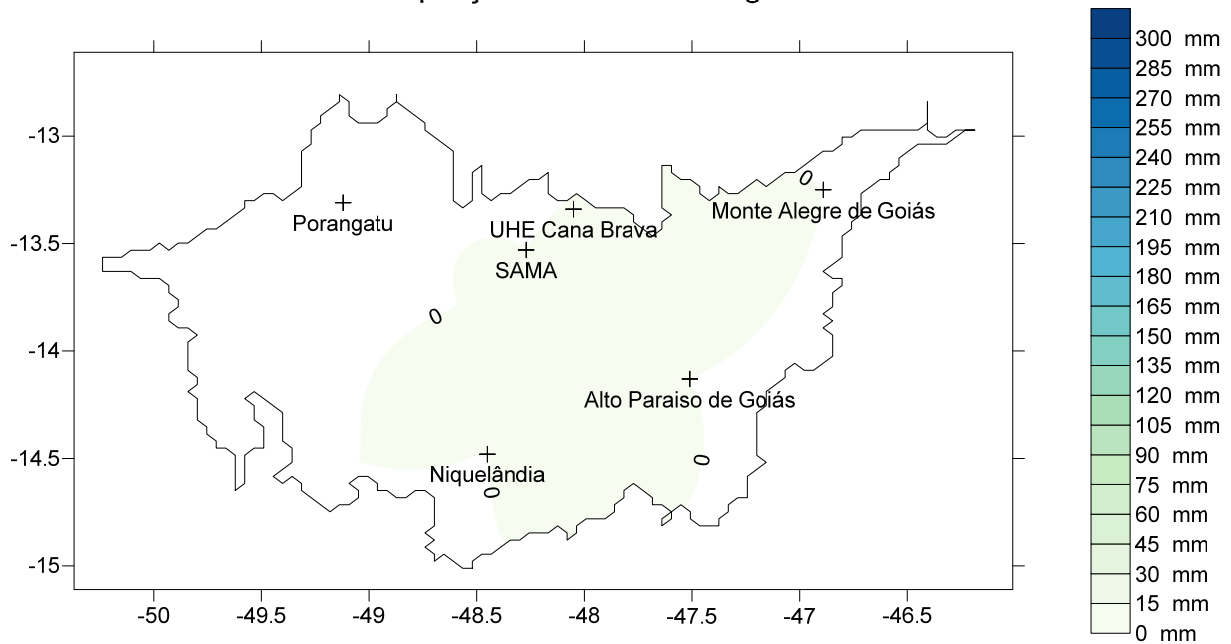 300 mm
285 mm
270 mm
255 mm
240 mm
225 mm
210 mm
195 mm
180 mm
165 mm
150 mm
135 mm
120 mm
105 mm
90 mm
75 mm
60 mm
45 mm
30 mm
15 mm
0 mm
-13
-13.5
-14
-14.5
-15
0
Monte Alegre de Goiás
Porangatu
UHE Cana Brava
SAMA
0
Alto Paraiso de Goiás
0
Niquelândia
0
-50
-49.5
-49
-48.5
-48
-47.5
-47
-46.5